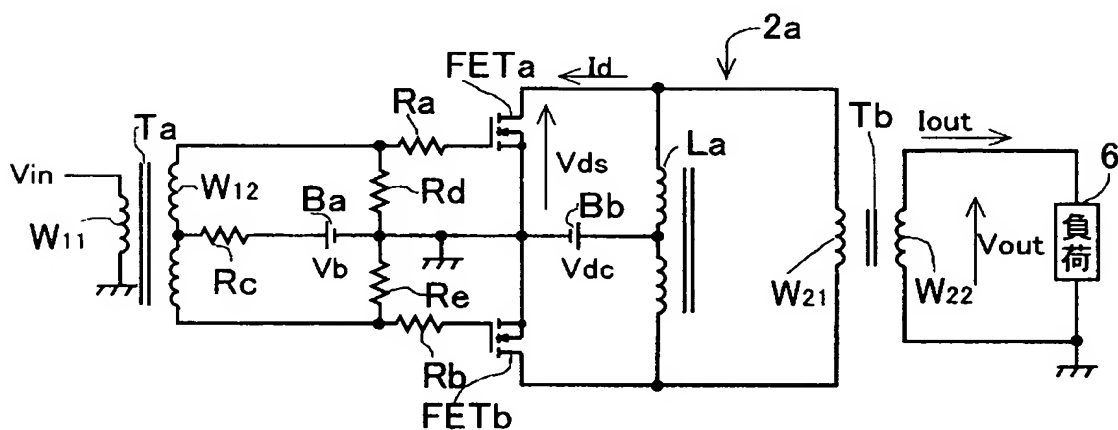 2a
FETa
Id
Ra
Ta
Tb
Iout
La
6
Vin
W12
Vds
Rd
Ba
Bb
負荷
W11
Vout
Rc
Vb
Vdc
Re
W21
W22
Rb
FETb